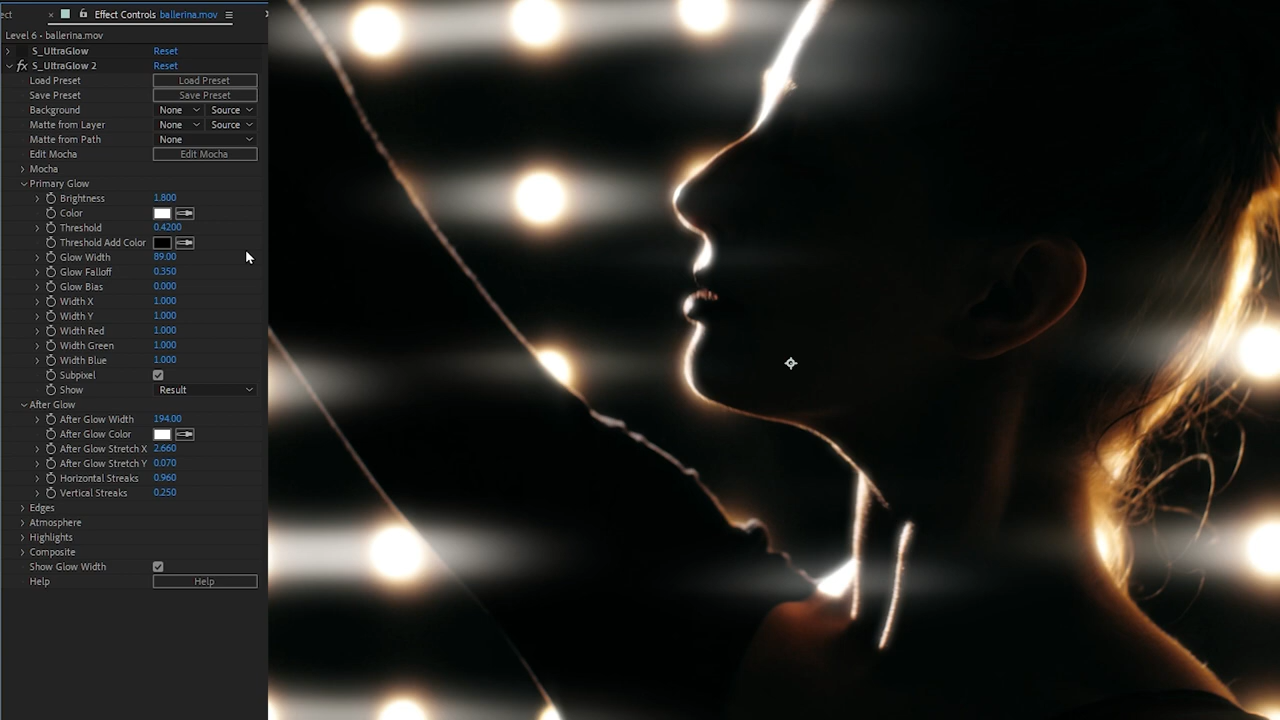 ect × Effect Controls ballerina.mov ☰
Level 6 - ballerina.mov
S_UltraGlow Reset
fx S_UltraGlow 2 Reset
Load Preset Load Preset
Save Preset Save Preset
Background None Source
Matte from Layer None Source
Matte from Path None
Edit Mocha Edit Mocha
Mocha
Primary Glow
Brightness 1.800
Color
Threshold 0.4200
Threshold Add Color
Glow Width 89.00
Glow Falloff 0.350
Glow Bias 0.000
Width X 1.000
Width Y 1.000
Width Red 1.000
Width Green 1.000
Width Blue 1.000
Subpixel
Show Result
After Glow
After Glow Width 194.00
After Glow Color
After Glow Stretch X 2.660
After Glow Stretch Y 0.070
Horizontal Streaks 0.960
Vertical Streaks 0.250
Edges
Atmosphere
Highlights
Composite
Show Glow Width
Help Help